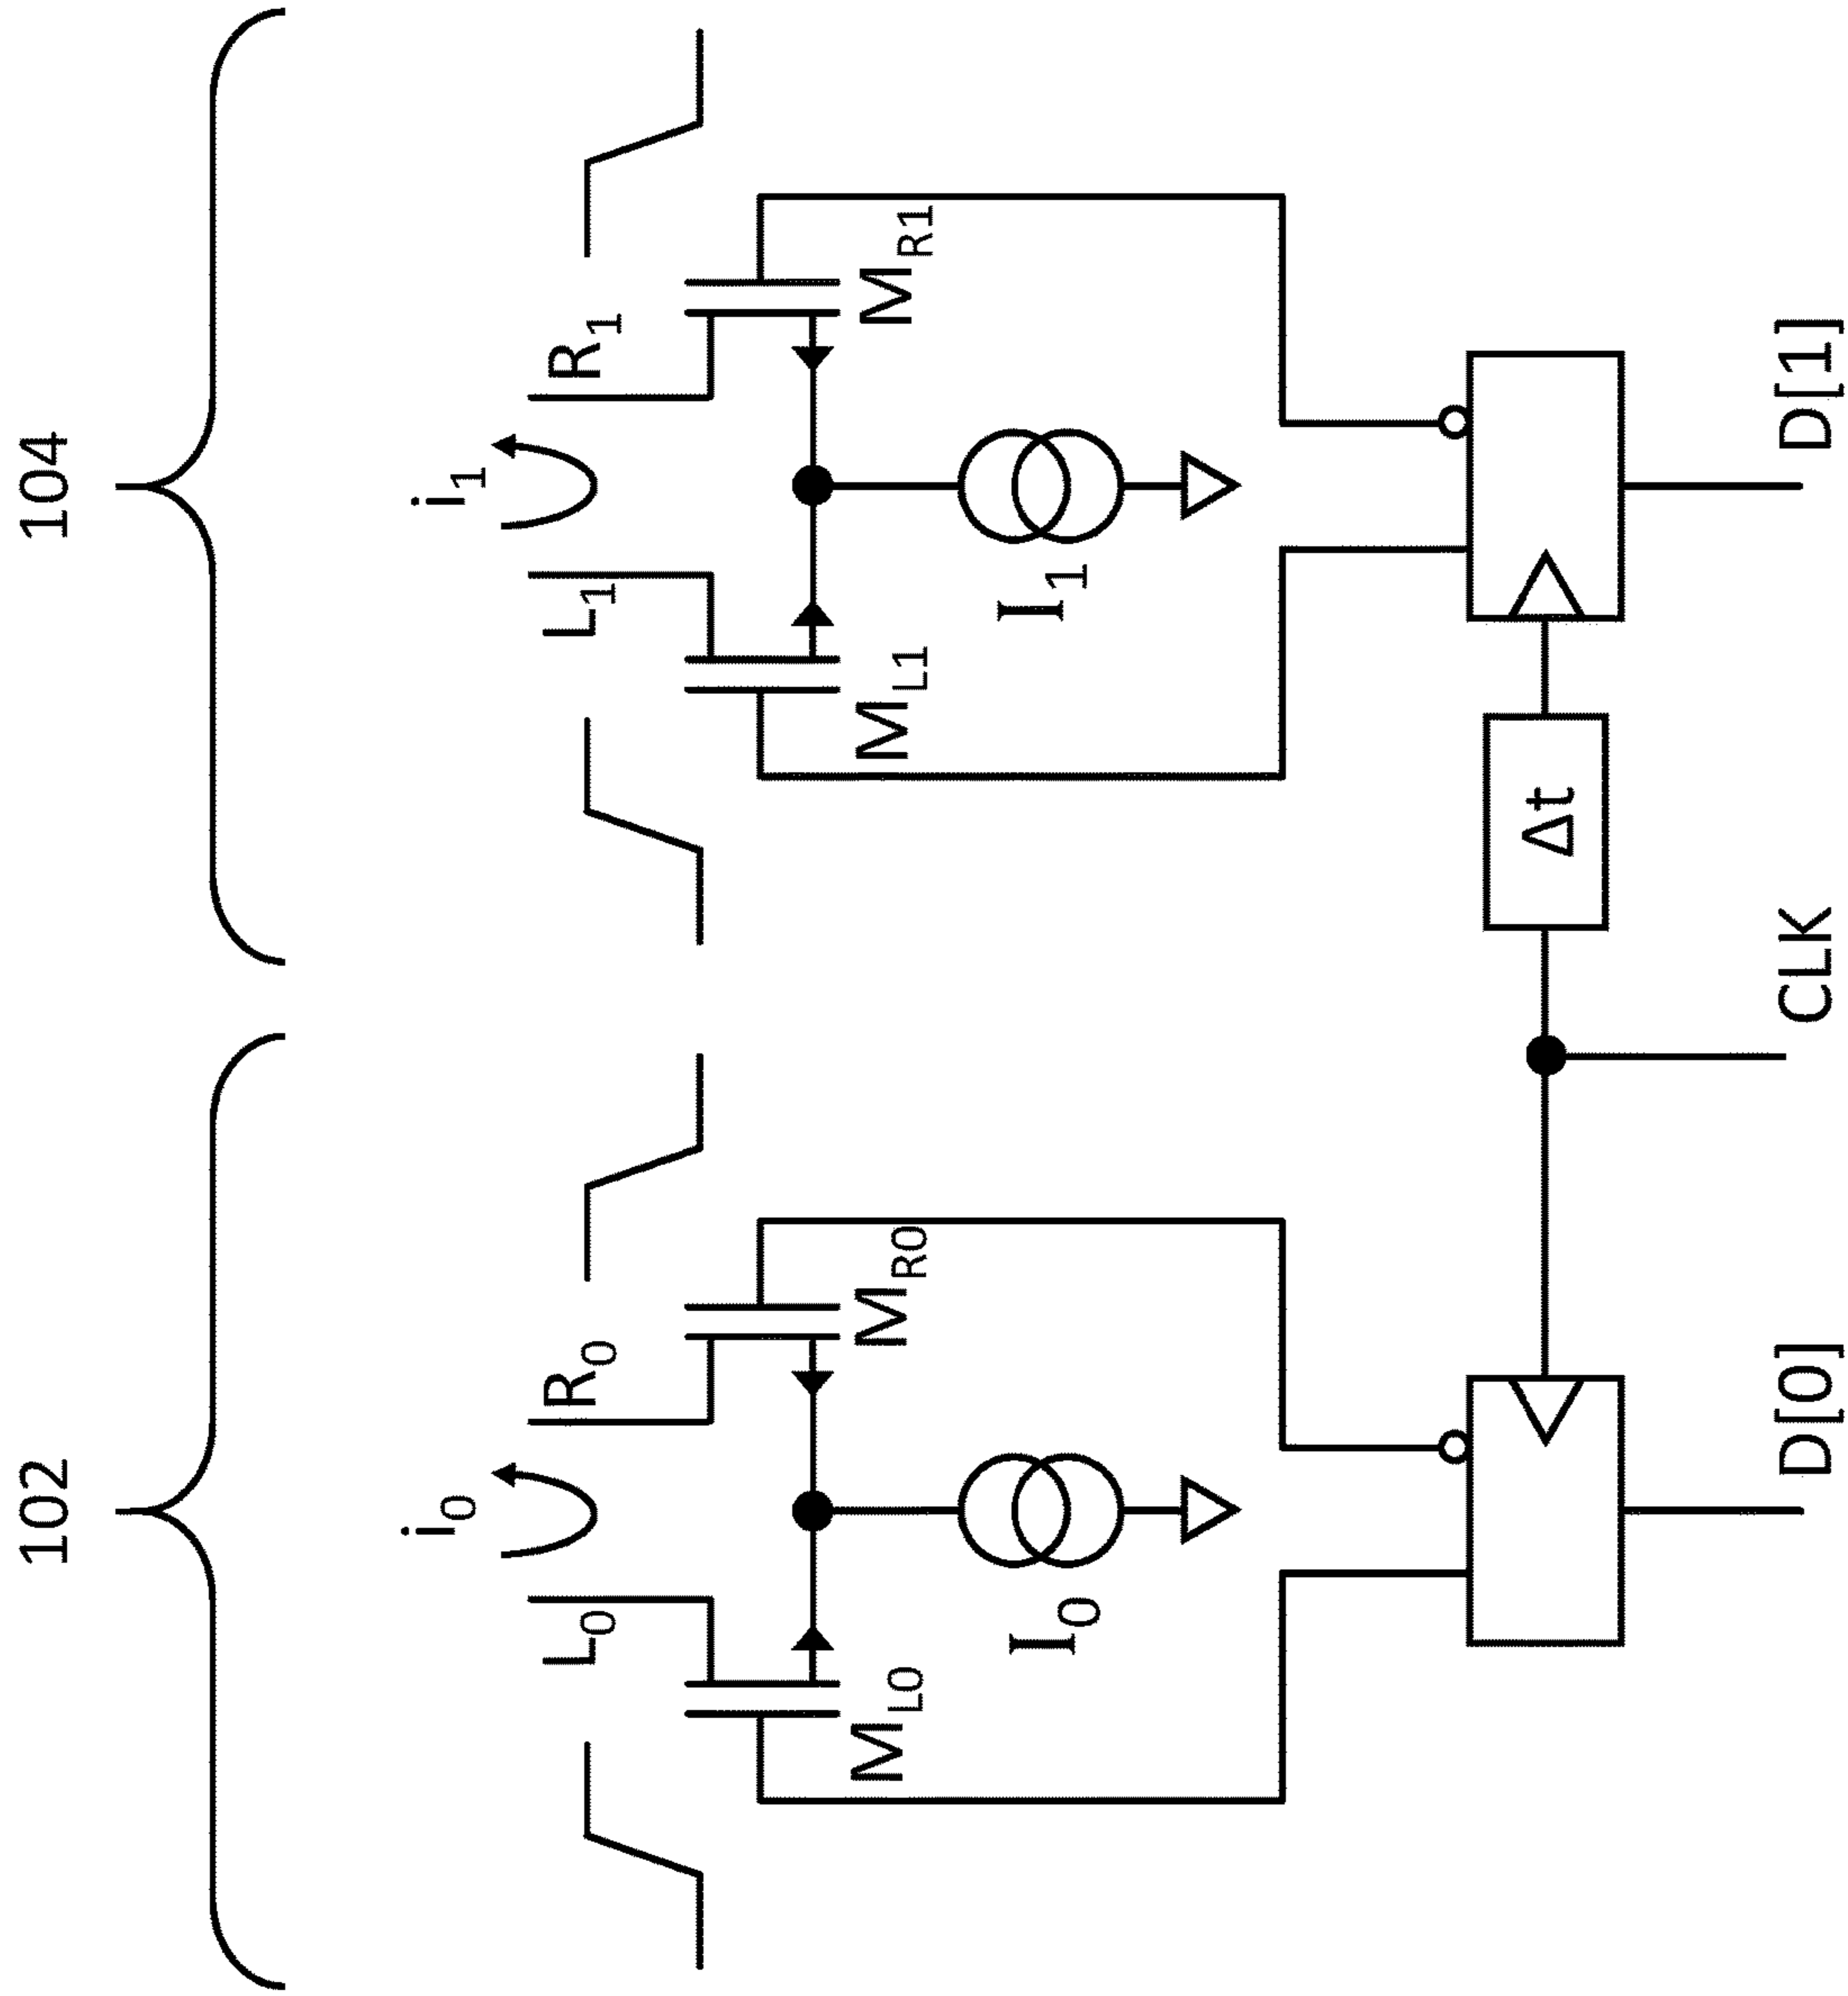 102 104
i0 i1
L0 R0 L1 R1
ML0 MR0 ML1 MR1
I0 I1
Δt
D[0] CLK D[1]